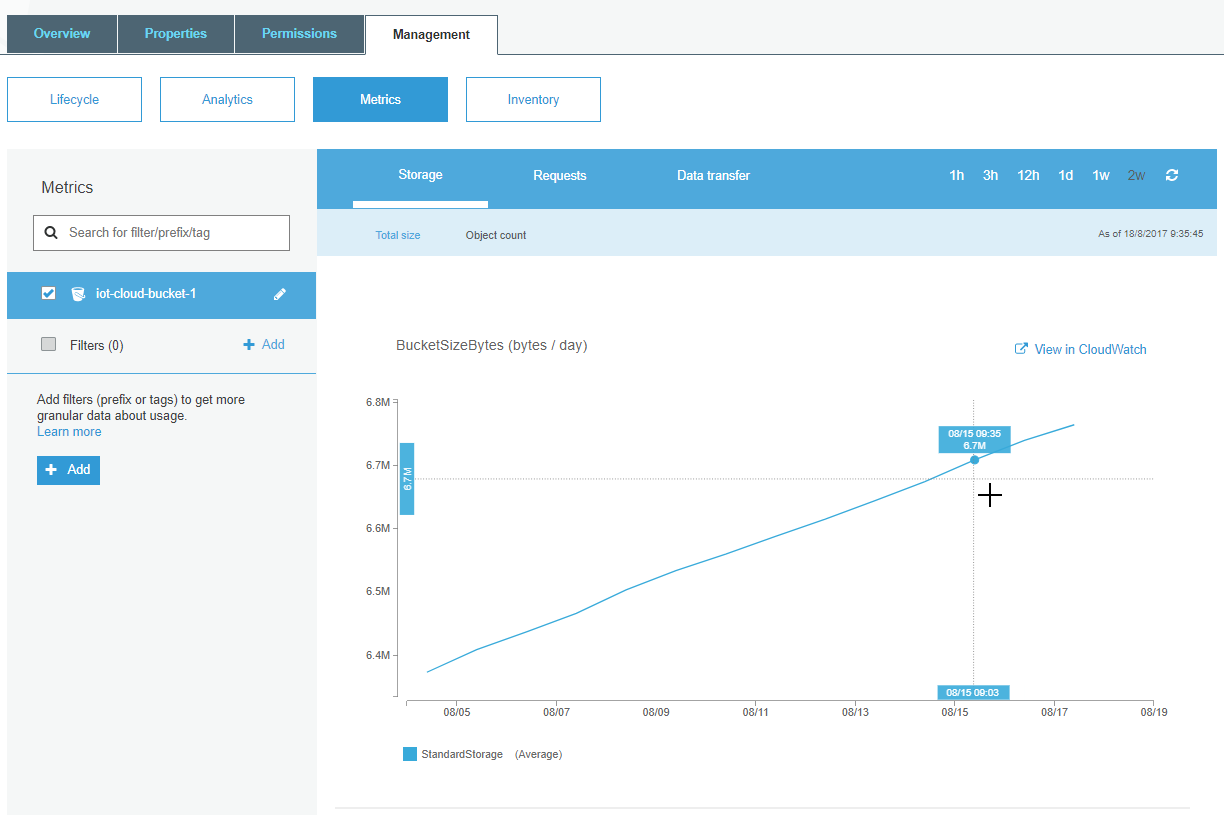 Overview Properties Permissions Management
Lifecycle Analytics Metrics Inventory
Metrics
Search for filter/prefix/tag
iot-cloud-bucket-1
Filters (0) Add
Add filters (prefix or tags) to get more
granular data about usage.
Learn more
Add
Storage Requests Data transfer 1h 3h 12h 1d 1w 2w
Total size Object count As of 18/8/2017 9:35:45
BucketSizeBytes (bytes / day)
View in CloudWatch
6.8M
6.7M
6.6M
6.5M
6.4M
6.7M
08/15 09:35
6.7M
08/15 09:03
08/05 08/07 08/09 08/11 08/13 08/15 08/17 08/19
StandardStorage (Average)